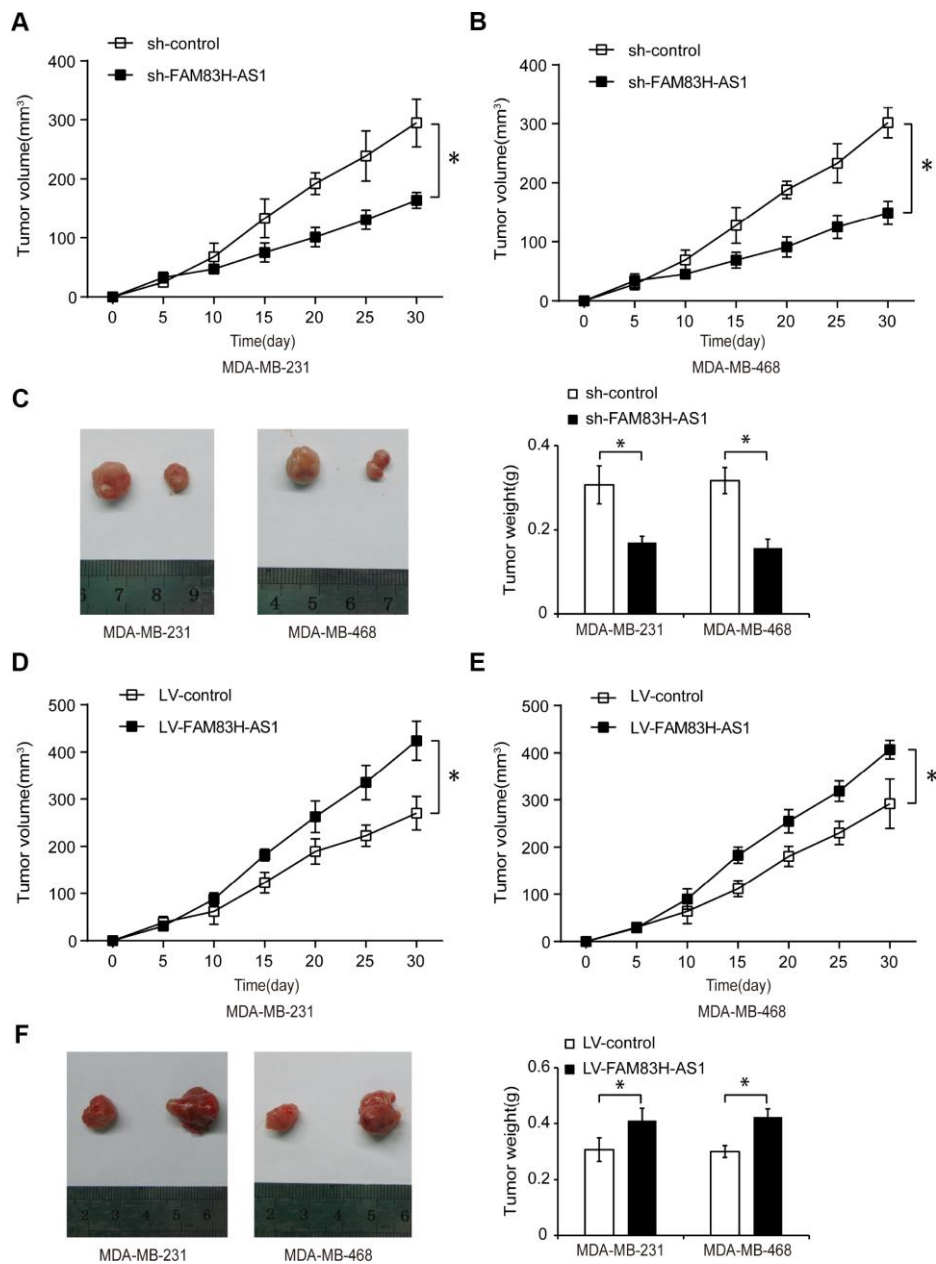 A
sh-control
sh-FAM83H-AS1
Tumor volume(mm³)
400
300
200
100
0
0 5 10 15 20 25 30
*
Time(day)
MDA-MB-231
B
sh-control
sh-FAM83H-AS1
Tumor volume(mm³)
400
300
200
100
0
0 5 10 15 20 25 30
*
Time(day)
MDA-MB-468
C
6 7 8 9
MDA-MB-231
4 5 6 7
MDA-MB-468
sh-control
sh-FAM83H-AS1
Tumor weight(g)
0.4
0.2
0
* *
MDA-MB-231 MDA-MB-468
D
LV-control
LV-FAM83H-AS1
Tumor volume(mm³)
500
400
300
200
100
0
0 5 10 15 20 25 30
*
Time(day)
MDA-MB-231
E
LV-control
LV-FAM83H-AS1
Tumor volume(mm³)
500
400
300
200
100
0
0 5 10 15 20 25 30
*
Time(day)
MDA-MB-468
F
2 3 4 5 6
MDA-MB-231
2 3 4 5 6
MDA-MB-468
LV-control
LV-FAM83H-AS1
Tumor weight(g)
0.6
0.4
0.2
0
* *
MDA-MB-231 MDA-MB-468